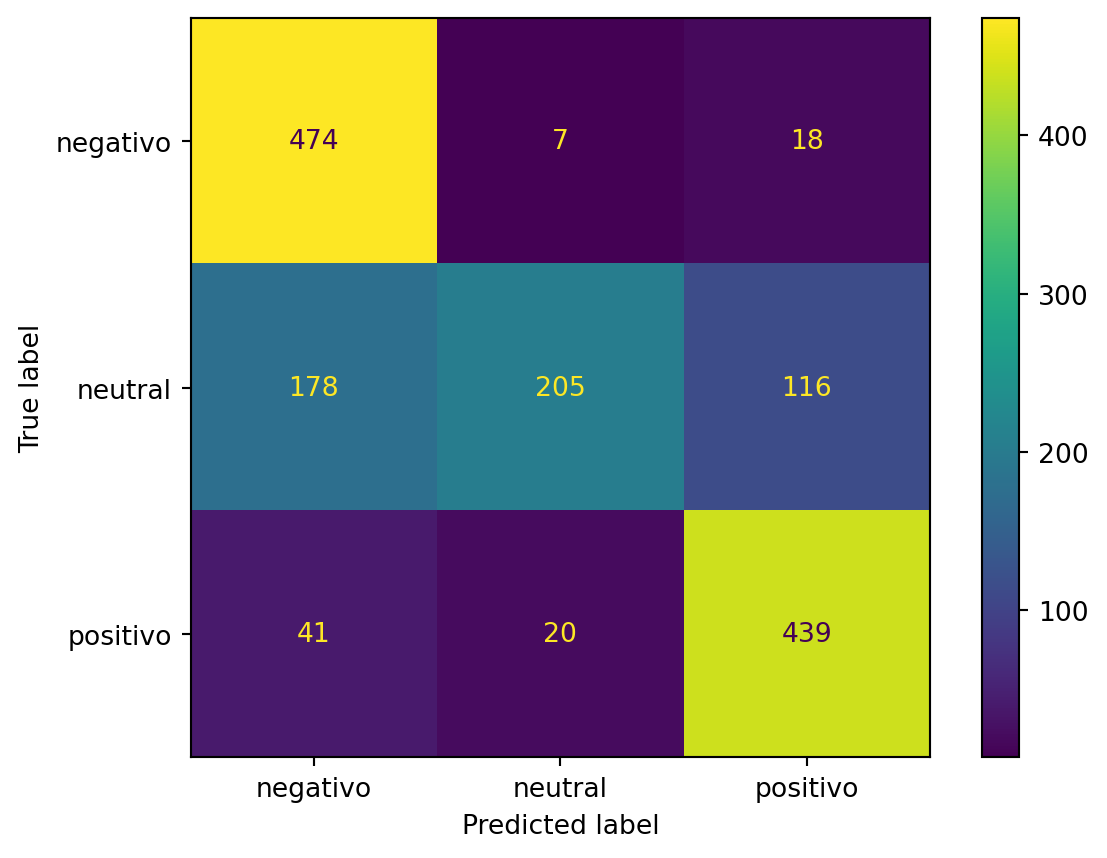 negativo 474 7 18
neutral 178 205 116
positivo 41 20 439
negativo neutral positivo
Predicted label
True label
400
300
200
100